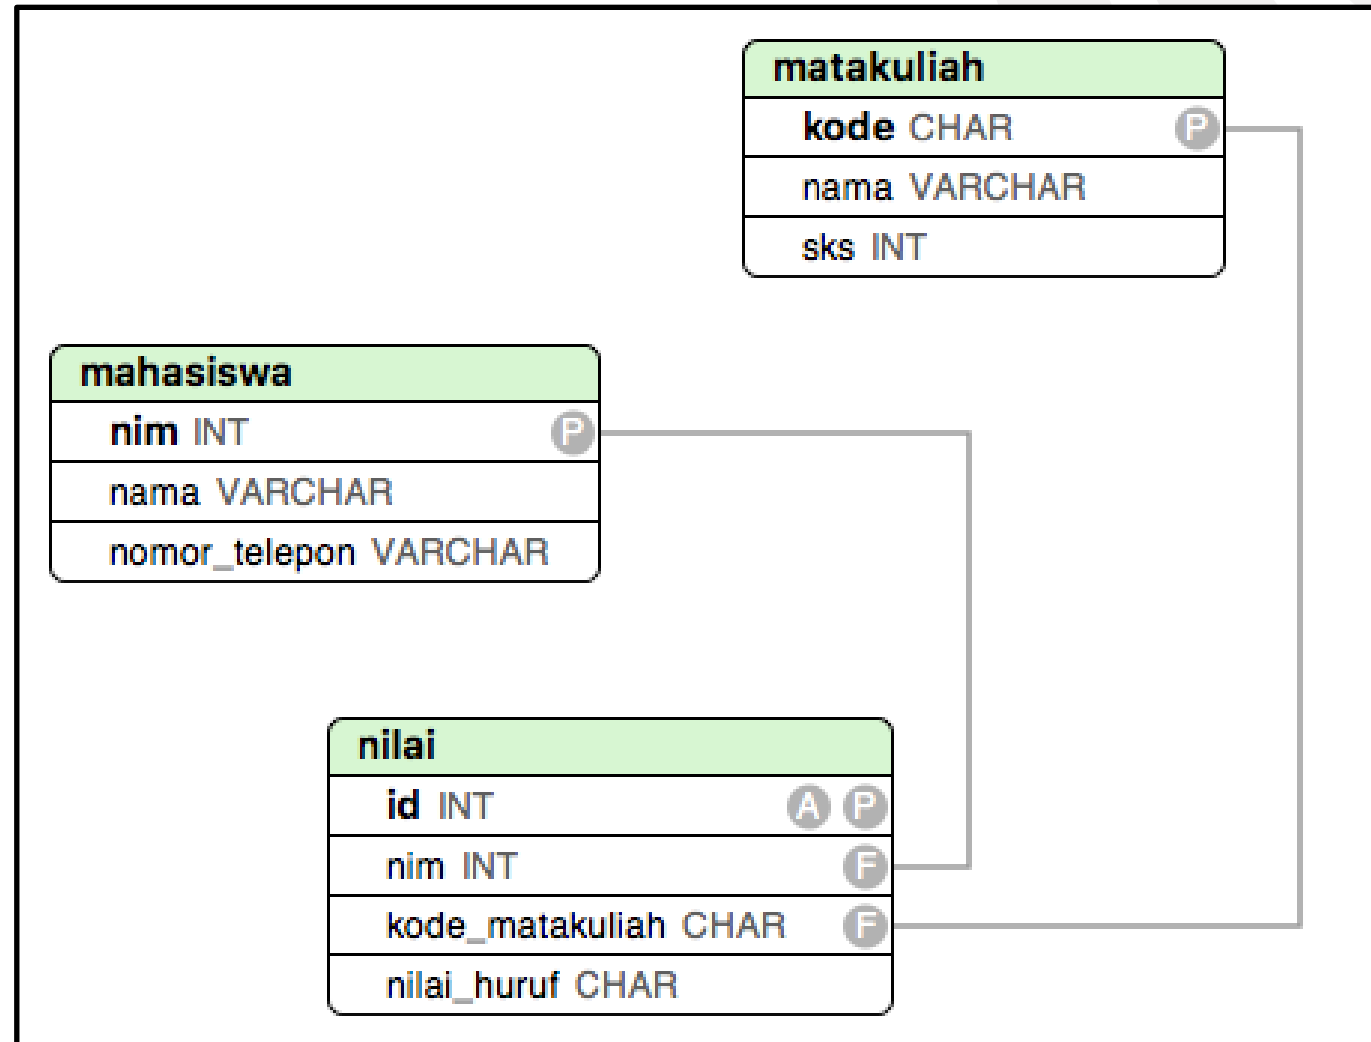 matakuliah
kode CHAR P
nama VARCHAR
sks INT
mahasiswa
nim INT P
nama VARCHAR
nomor_telepon VARCHAR
nilai
id INT A P
nim INT F
kode_matakuliah CHAR F
nilai_huruf CHAR